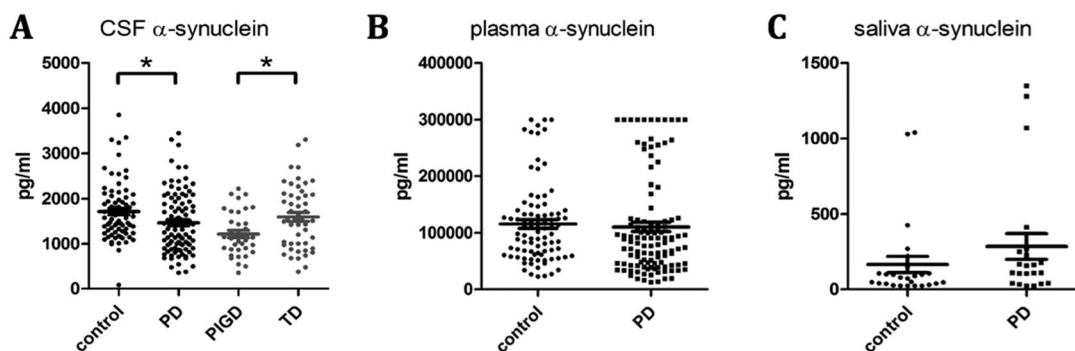 A
CSF α-synuclein
* *
pg/ml
5000
4000
3000
2000
1000
0
control PD PIGD TD
B
plasma α-synuclein
pg/ml
400000
300000
200000
100000
0
control PD
C
saliva α-synuclein
pg/ml
1500
1000
500
0
control PD